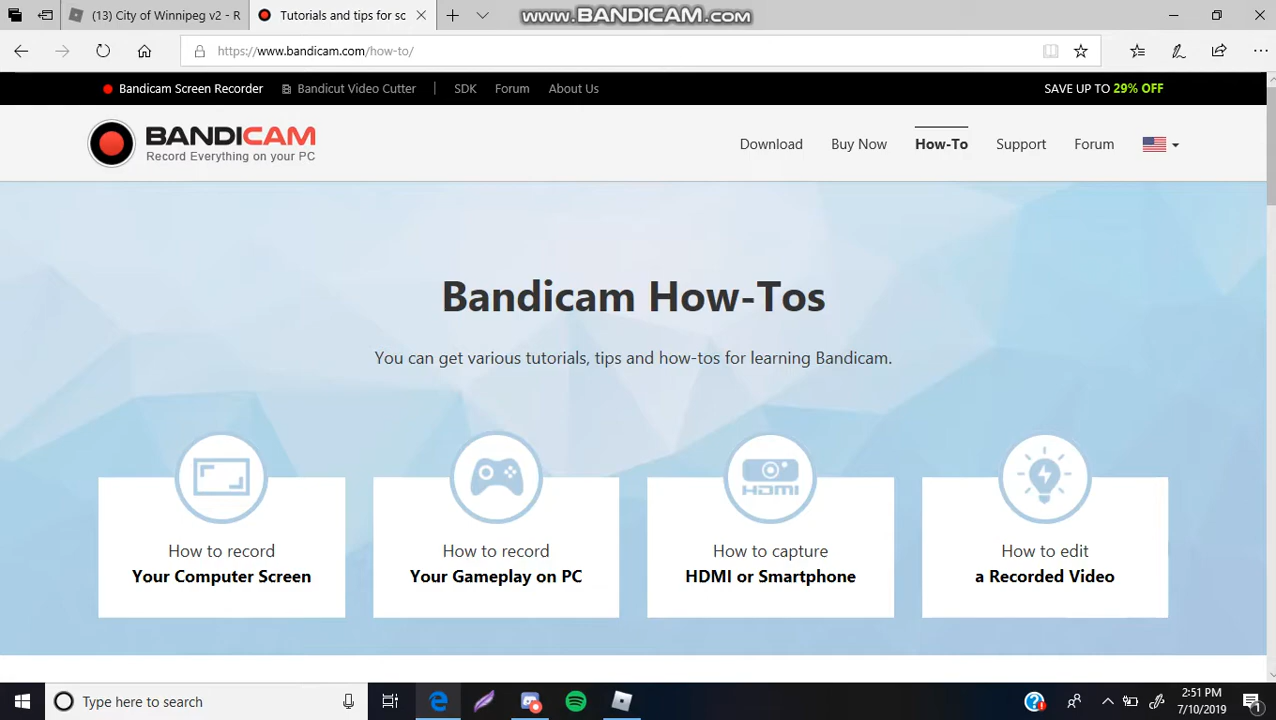 (13) City of Winnipeg v2 - R
Tutorials and tips for sc
www.BANDICAM.com
https://www.bandicam.com/how-to/
Bandicam Screen Recorder
Bandicut Video Cutter
SDK
Forum
About Us
SAVE UP TO 29% OFF
BANDICAM
Record Everything on your PC
Download
Buy Now
How-To
Support
Forum
Bandicam How-Tos
You can get various tutorials, tips and how-tos for learning Bandicam.
How to record
Your Computer Screen
How to record
Your Gameplay on PC
HDMI
How to capture
HDMI or Smartphone
How to edit
a Recorded Video
Type here to search
2:51 PM
7/10/2019
1